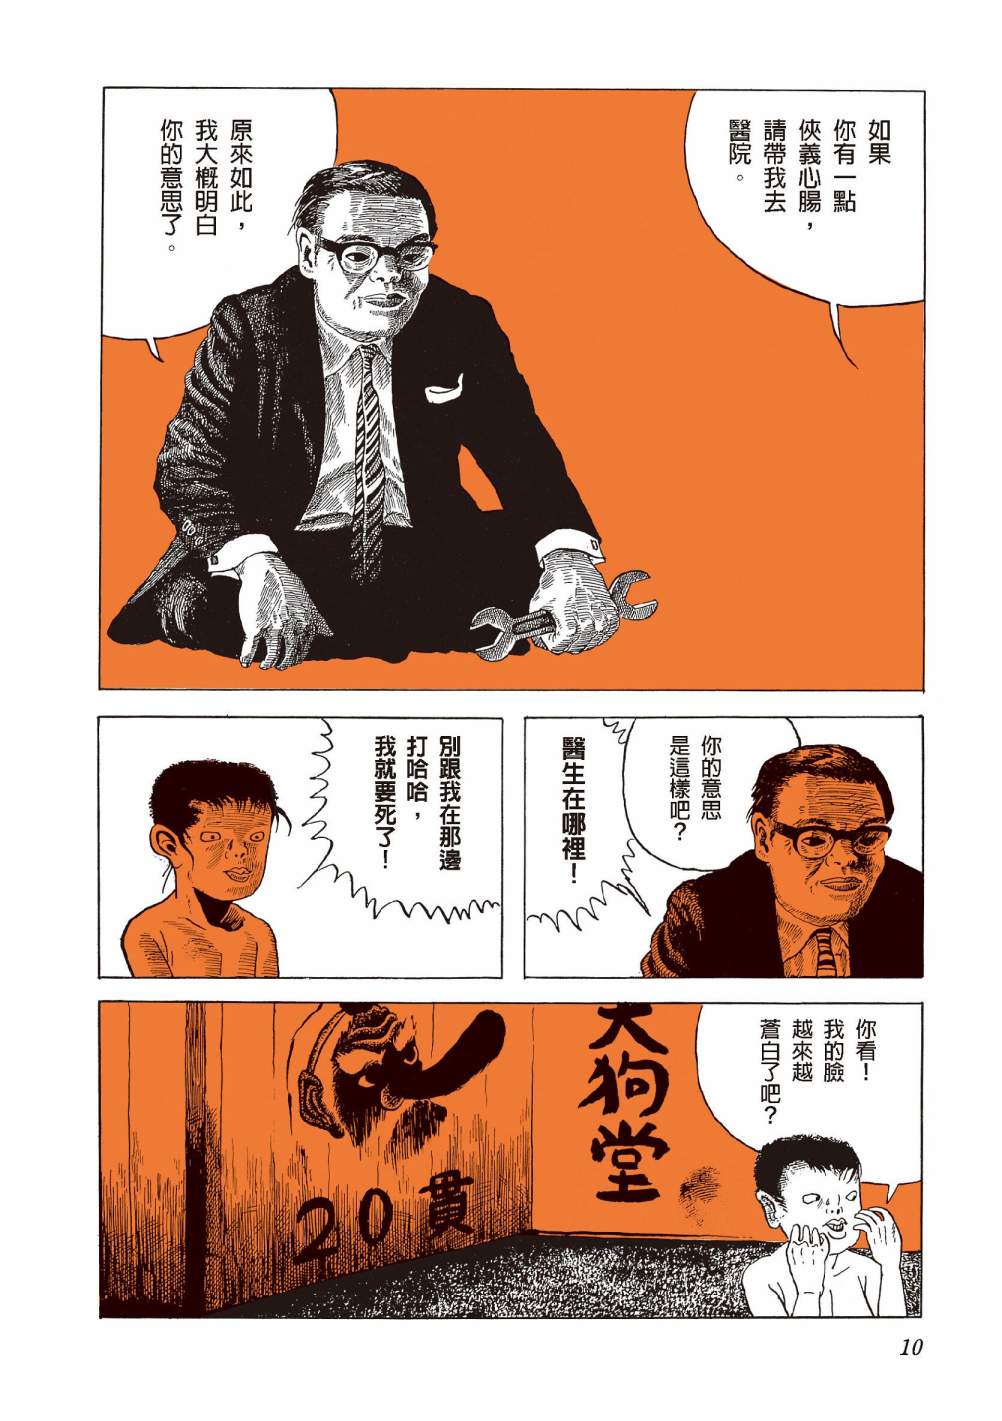 如果
你有一點
俠義心腸，
請帶我去
醫院。
原來如此，
我大概明白
你的意思了。
你的意思
是這樣吧？
醫生在哪裡！
別跟我在那邊
打哈哈，
我就要死了！
你看！
我的臉
越來越
蒼白了吧？
天狗堂
20貫
10